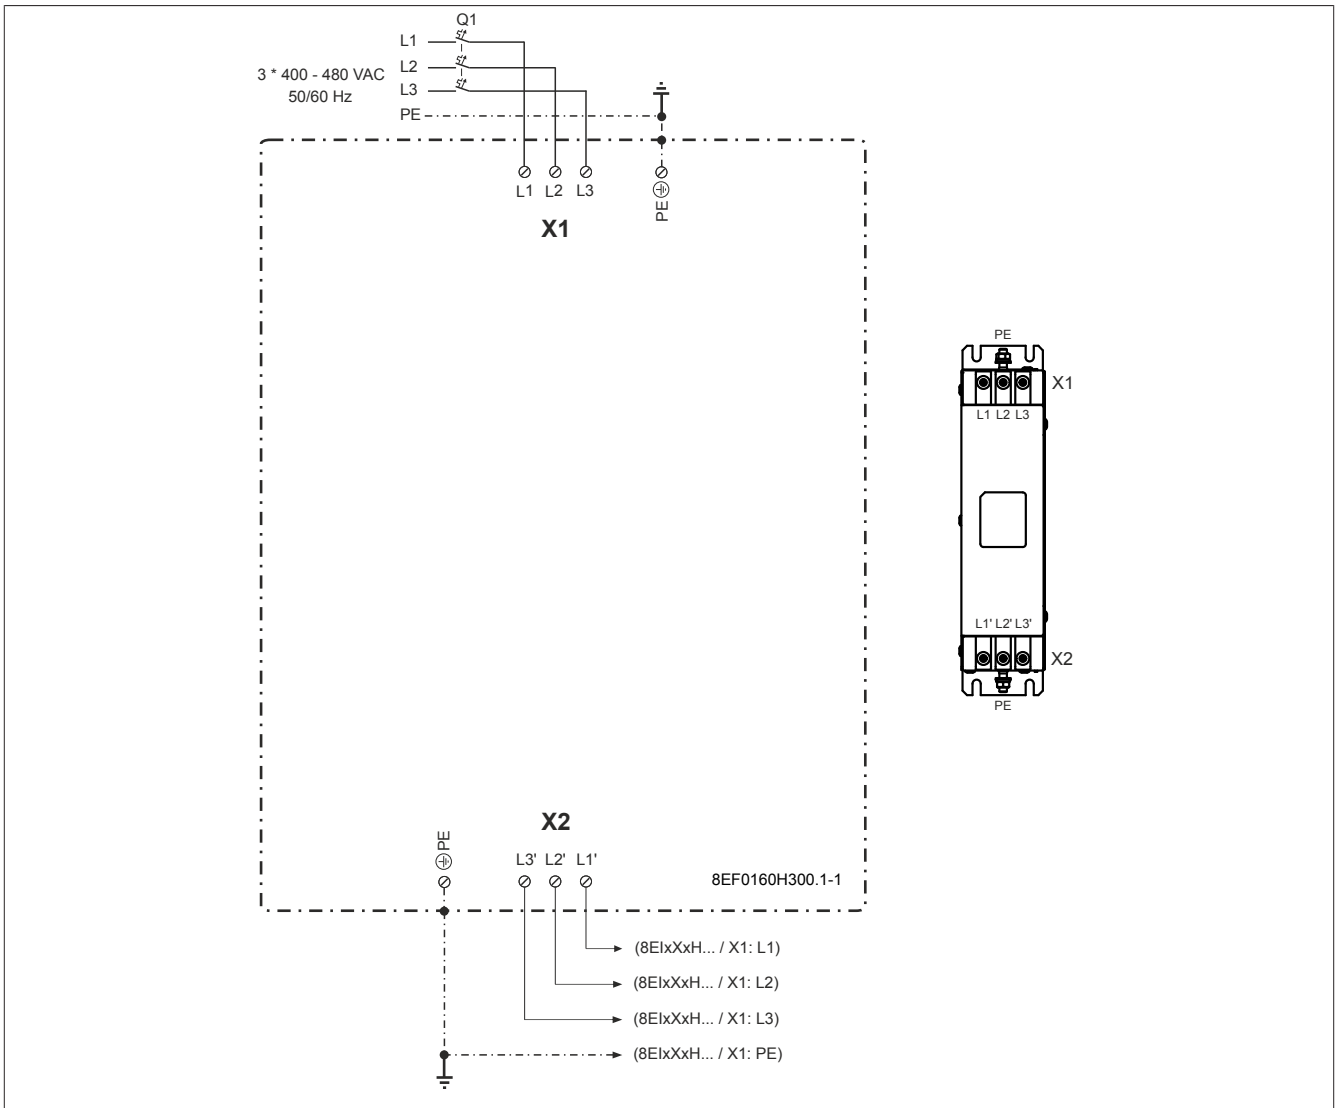 Q1
L1
L2
L3
PE
3 * 400 - 480 VAC
50/60 Hz
L1 L2 L3
PE
X1
X2
PE
L3' L2' L1'
8EF0160H300.1-1
(8EIxXxH... / X1: L1)
(8EIxXxH... / X1: L2)
(8EIxXxH... / X1: L3)
(8EIxXxH... / X1: PE)
PE
X1
L1 L2 L3
L1' L2' L3'
X2
PE